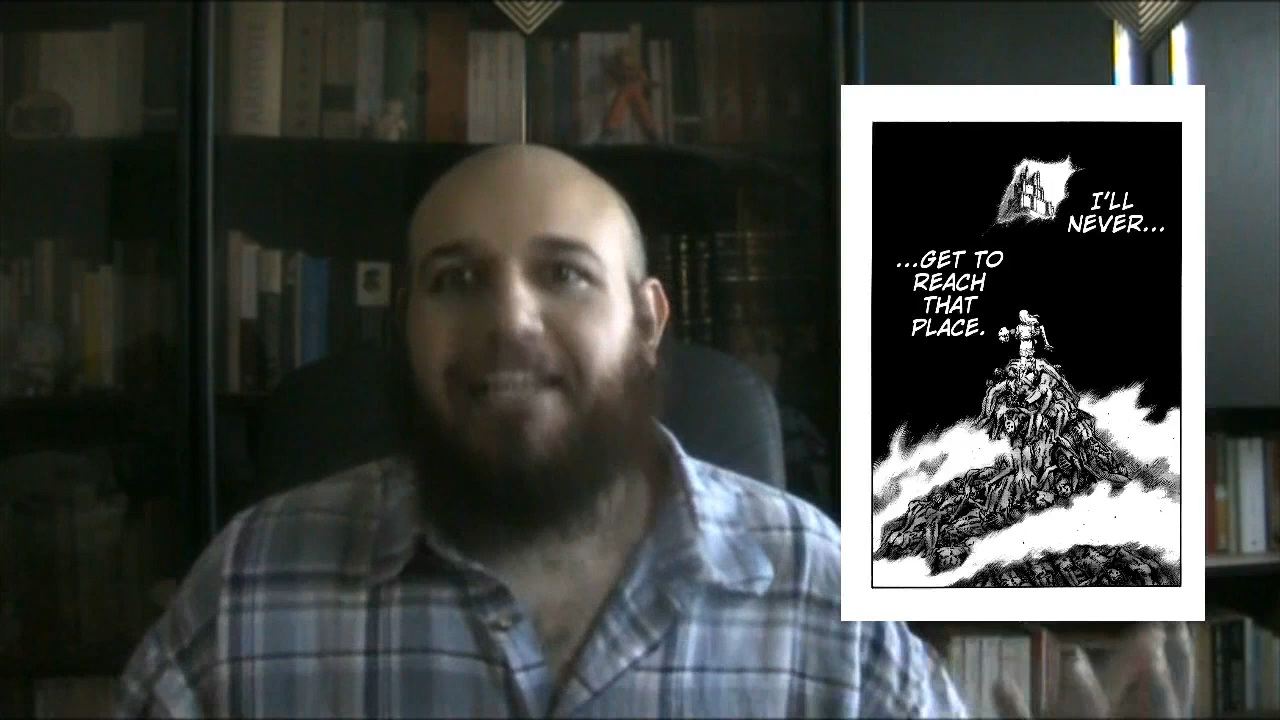 I'LL
NEVER...
...GET TO
REACH
THAT
PLACE.